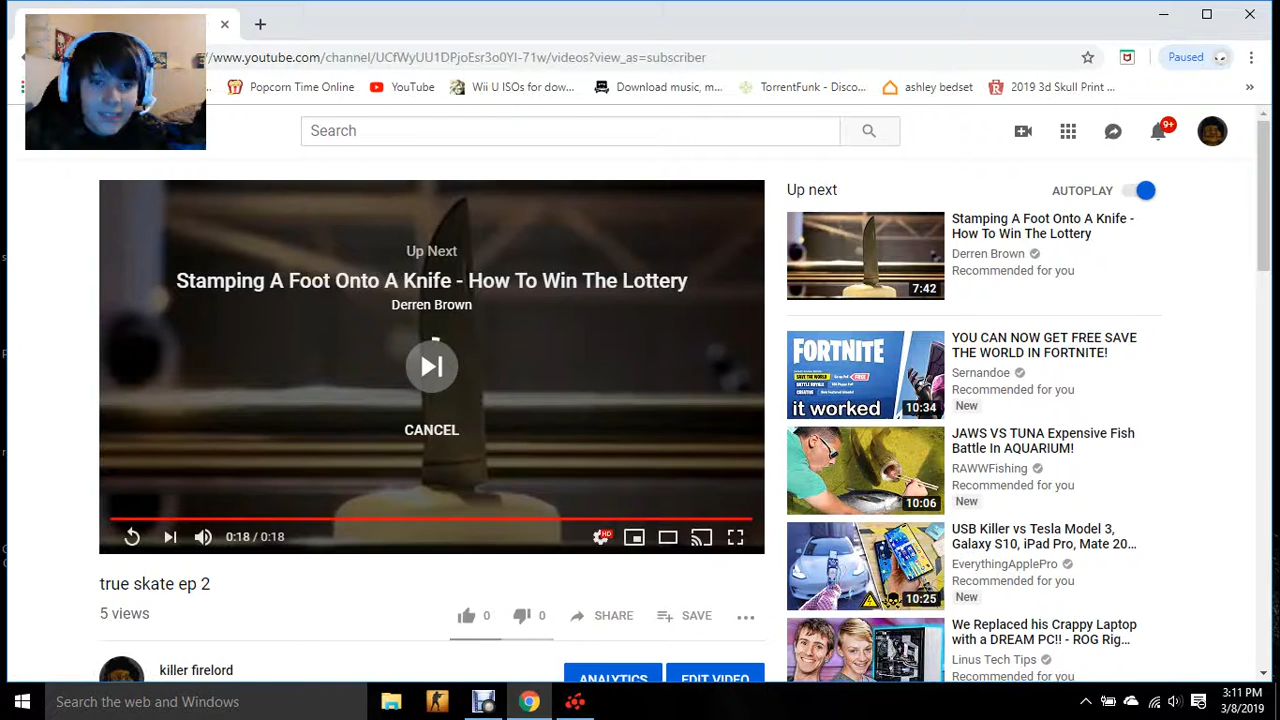 //www.youtube.com/channel/UCfWyUU1DPjoEsr3o0YI-71w/videos?view_as=subscriber
Paused
Popcorn Time Online
YouTube
Wii U ISOs for dow...
Download music, m...
TorrentFunk - Disco...
ashley bedset
2019 3d Skull Print ...
»
Search
9+
Up Next
Stamping A Foot Onto A Knife - How To Win The Lottery
Derren Brown
CANCEL
0:18 / 0:18
HD
true skate ep 2
5 views
0
0
SHARE
SAVE
killer firelord
ANALYTICS
EDIT VIDEO
Up next
AUTOPLAY
Stamping A Foot Onto A Knife -
How To Win The Lottery
Derren Brown
Recommended for you
7:42
YOU CAN NOW GET FREE SAVE
THE WORLD IN FORTNITE!
Sernandoe
Recommended for you
New
FORTNITE
it worked
10:34
JAWS VS TUNA Expensive Fish
Battle In AQUARIUM!
RAWWFishing
Recommended for you
New
10:06
USB Killer vs Tesla Model 3,
Galaxy S10, iPad Pro, Mate 20...
EverythingApplePro
Recommended for you
New
10:25
We Replaced his Crappy Laptop
with a DREAM PC!! - ROG Rig...
Linus Tech Tips
Recommended for you
Search the web and Windows
3:11 PM
3/8/2019